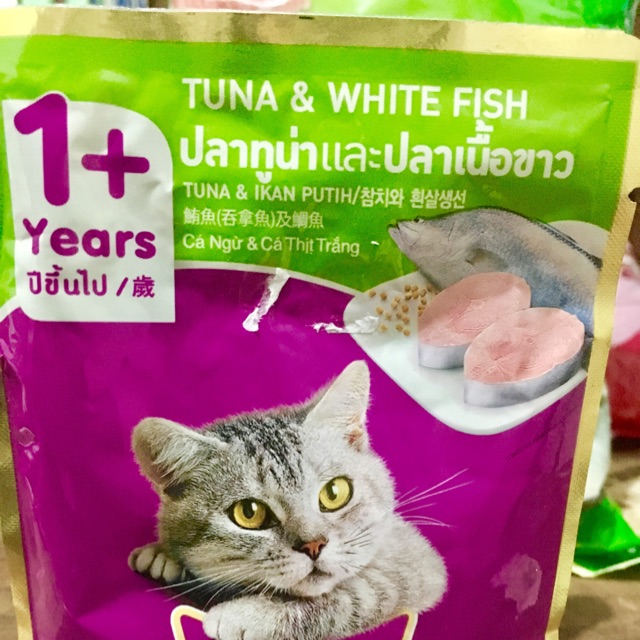 1+
Years
ปีขึ้นไป / 歲
TUNA & WHITE FISH
ปลาทูน่าและปลาเนื้อขาว
TUNA & IKAN PUTIH/참치와 흰살생선
鮪魚(吞拿魚)及鯛魚
Cá Ngừ & Cá Thịt Trắng